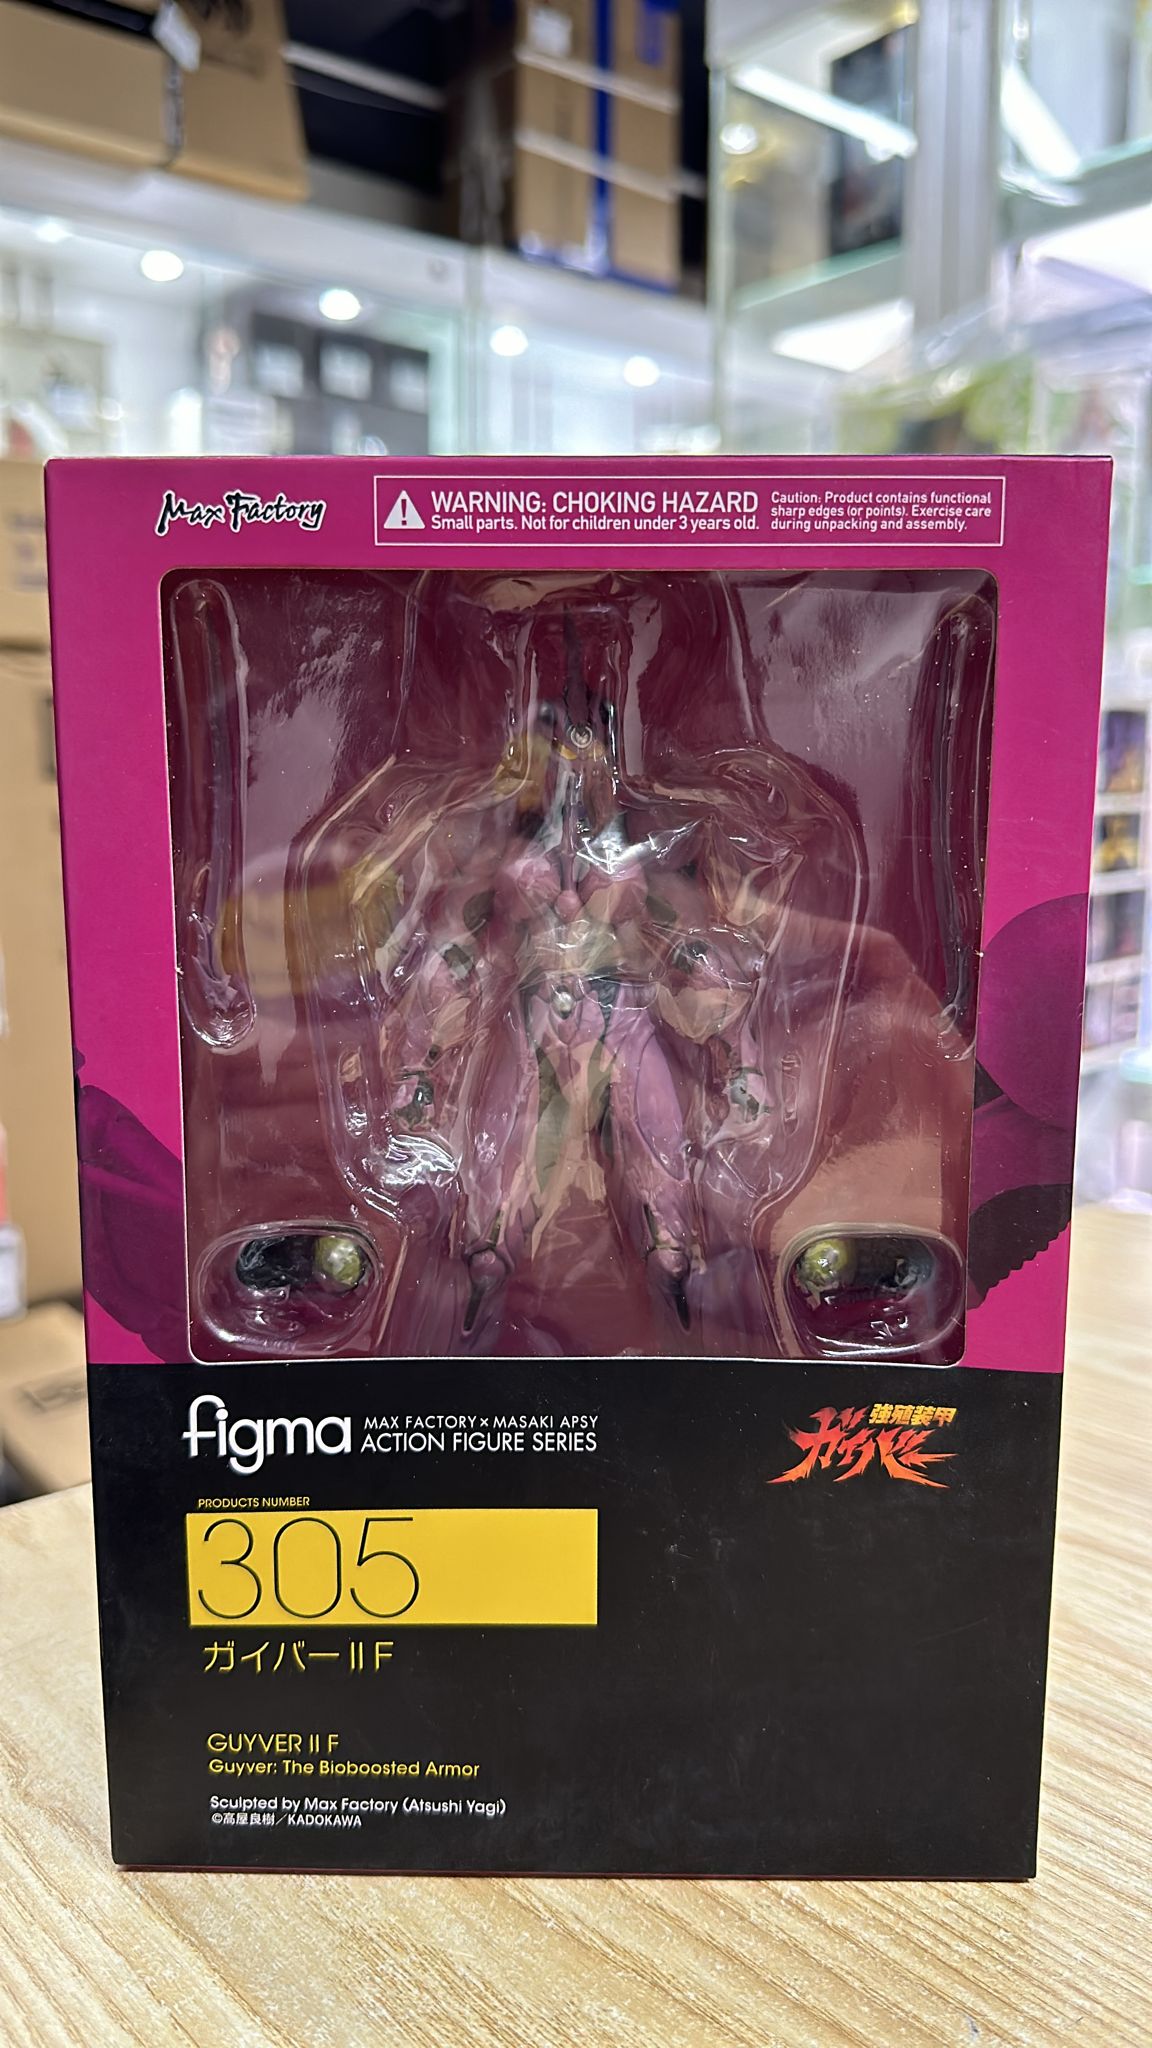 Max Factory
WARNING: CHOKING HAZARD
Small parts. Not for children under 3 years old.
Caution: Product contains functional
sharp edges (or points). Exercise care
during unpacking and assembly.
figma
MAX FACTORY × MASAKI APSY
ACTION FIGURE SERIES
強殖装甲
ガイバー
PRODUCTS NUMBER
305
ガイバーII F
GUYVER II F
Guyver: The Bioboosted Armor
Sculpted by Max Factory (Atsushi Yagi)
©高屋良樹/KADOKAWA